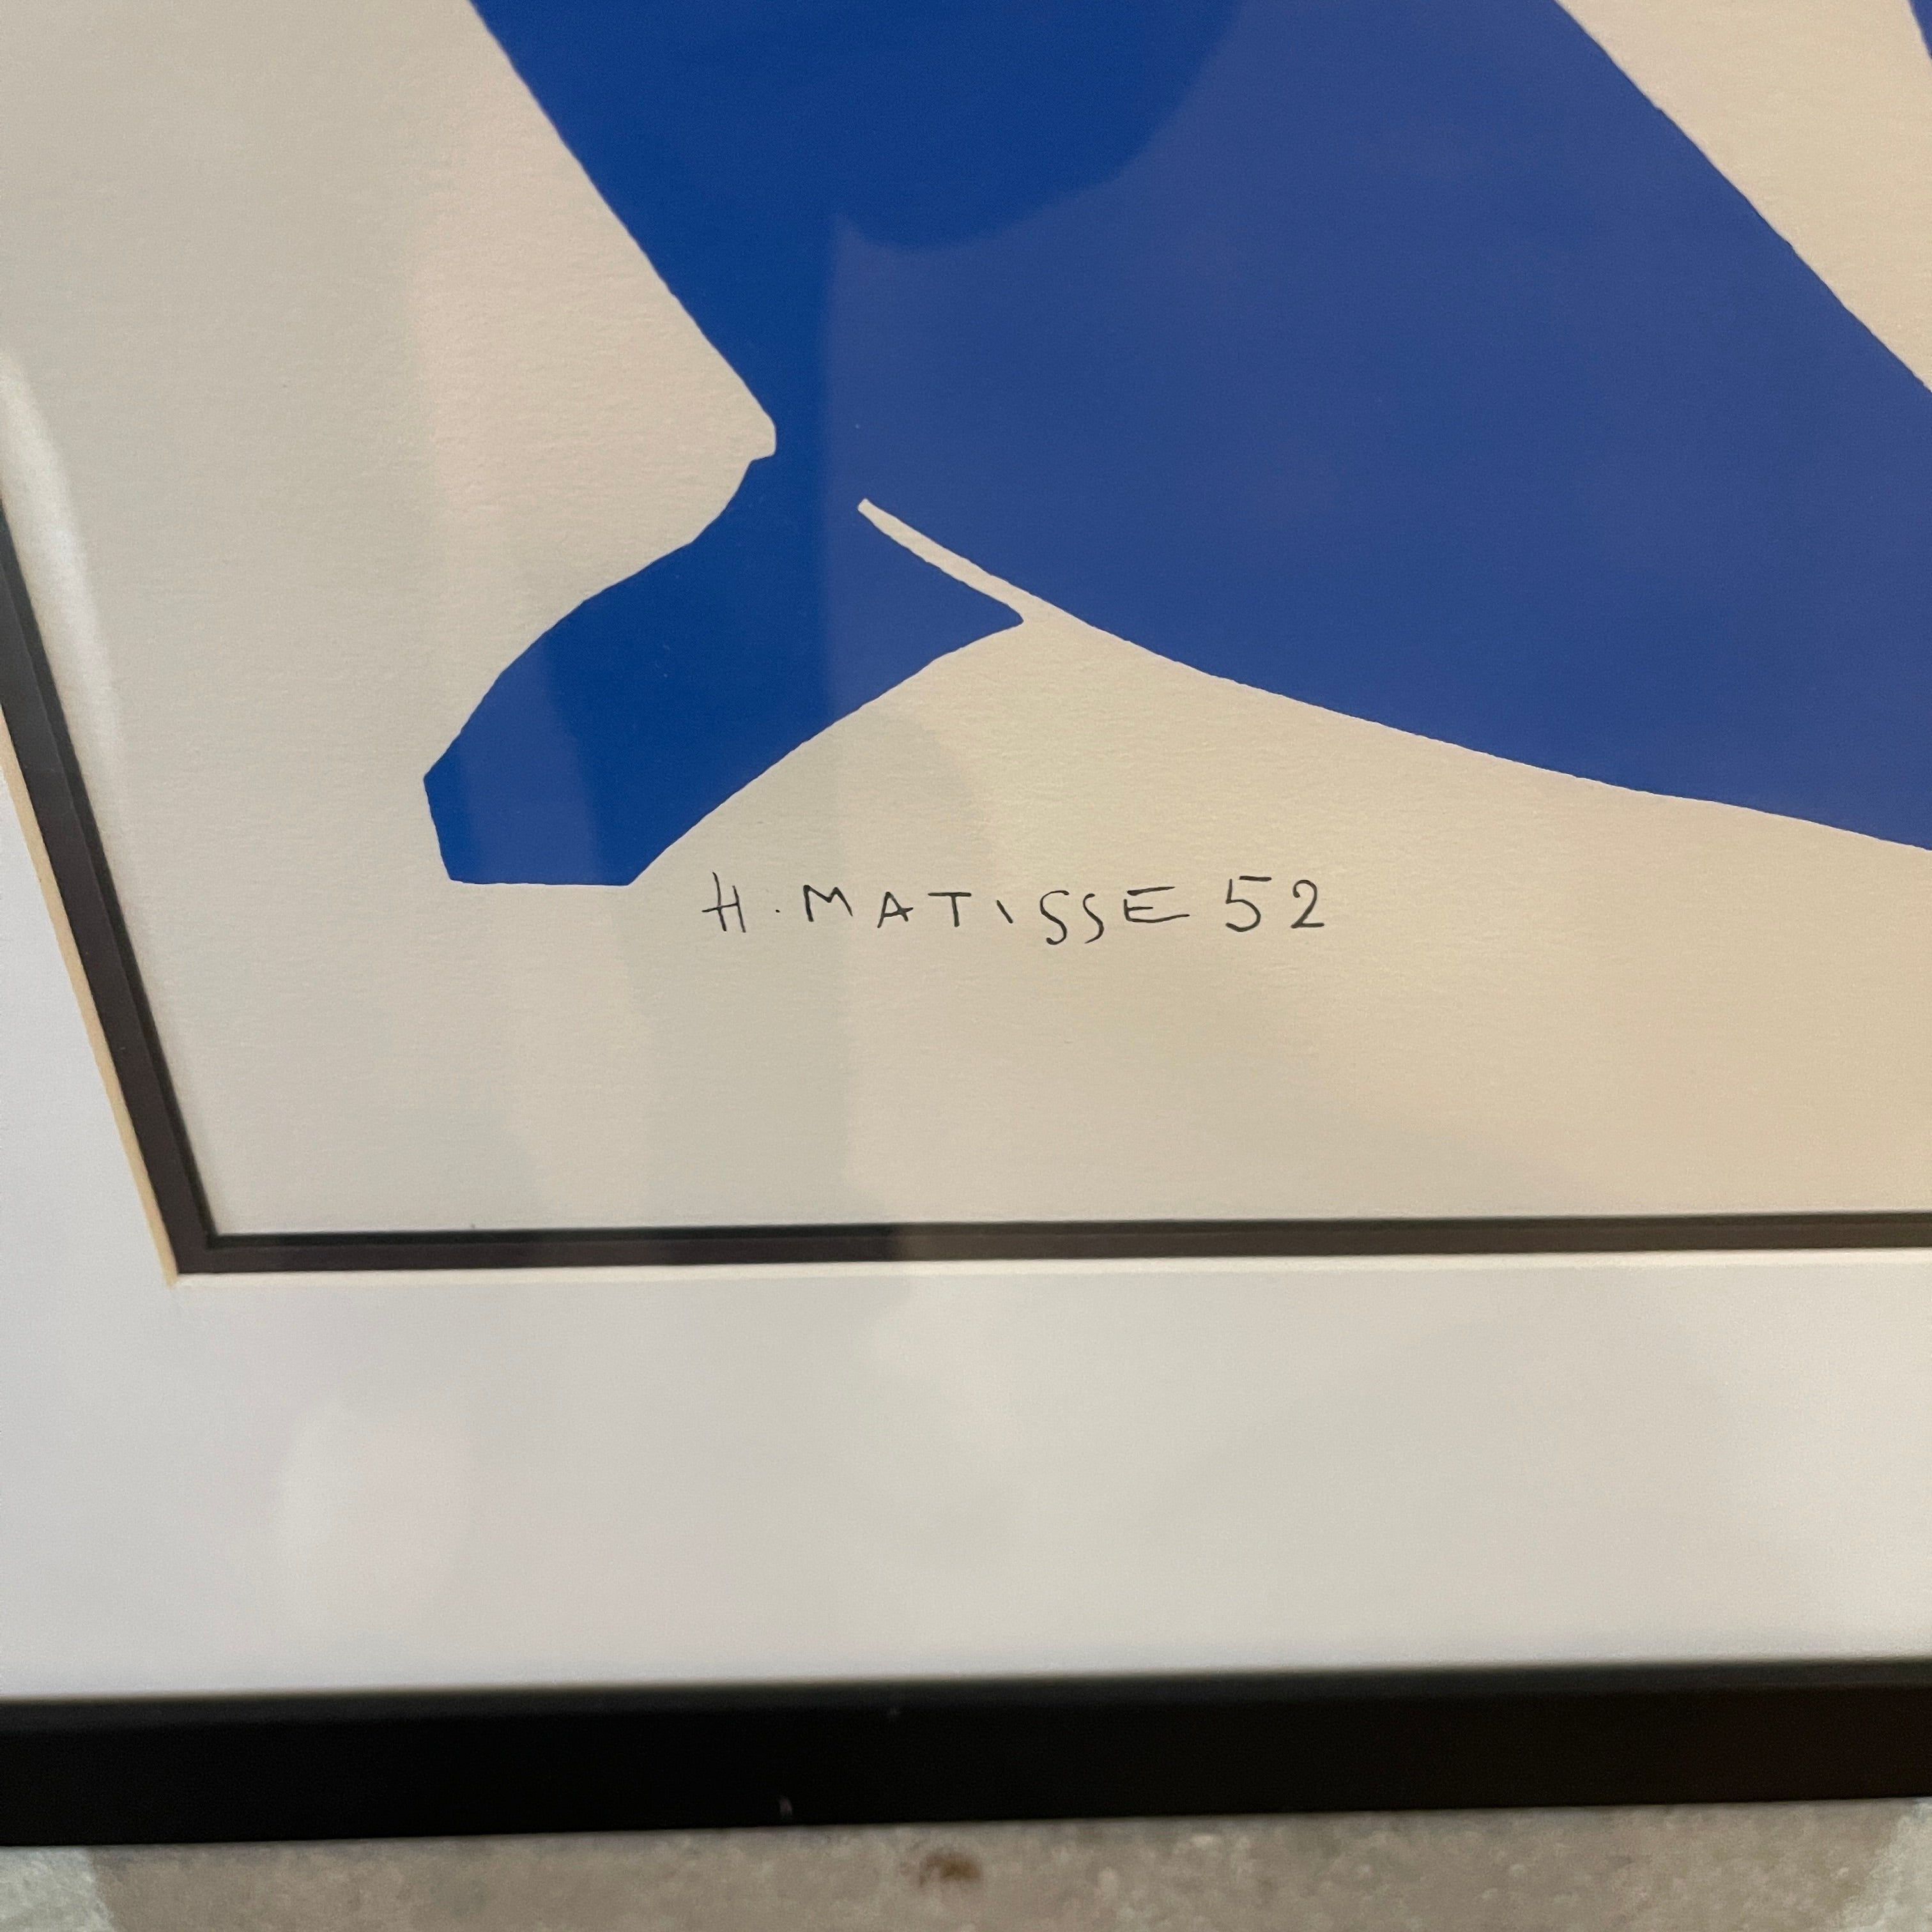 H. MATISSE 52